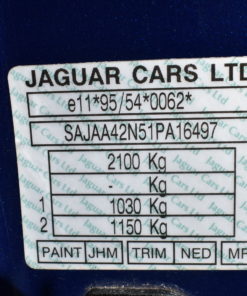 JAGUAR CARS LTD
e11*95/54*0062*
SAJAA42N51PA16497
2100 Kg
- Kg
1 1030 Kg
2 1150 Kg
PAINT JHM TRIM NED MR